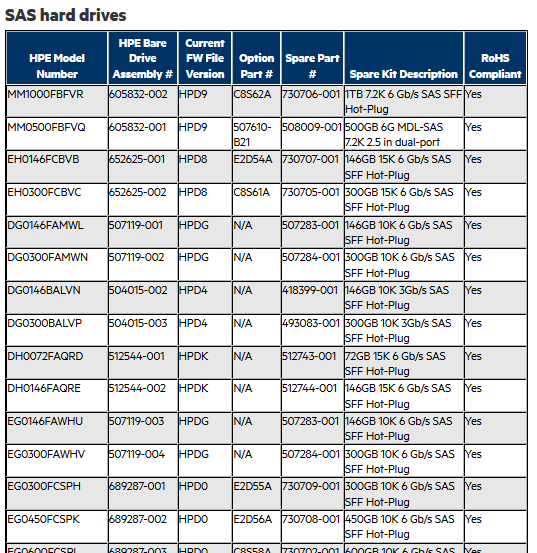 SAS hard drives
HPE Model Number | HPE Bare Drive Assembly # | Current FW File Version | Option Part # | Spare Part # | Spare Kit Description | RoHS Compliant
MM1000FBFVR | 605832-002 | HPD9 | C8S62A | 730706-001 | 1TB 7.2K 6 Gb/s SAS SFF Hot-Plug | Yes
MM0500FBFVQ | 605832-001 | HPD9 | 507610-B21 | 508009-001 | 500GB 6G MDL-SAS 7.2K 2.5 in dual-port | Yes
EH0146FCBVB | 652625-001 | HPD8 | E2D54A | 730707-001 | 146GB 15K 6 Gb/s SAS SFF Hot-Plug | Yes
EH0300FCBVC | 652625-002 | HPD8 | C8S61A | 730705-001 | 300GB 15K 6 Gb/s SAS SFF Hot-Plug | Yes
DG0146FAMWL | 507119-001 | HPDG | N/A | 507283-001 | 146GB 10K 6 Gb/s SAS SFF Hot-Plug | Yes
DG0300FAMWN | 507119-002 | HPDG | N/A | 507284-001 | 300GB 10K 6 Gb/s SAS SFF Hot-Plug | Yes
DG0146BALVN | 504015-002 | HPD4 | N/A | 418399-001 | 146GB 10K 3Gb/s SAS SFF Hot-Plug | Yes
DG0300BALVP | 504015-003 | HPD4 | N/A | 493083-001 | 300GB 10K 3Gb/s SAS SFF Hot-Plug | Yes
DH0072FAQRD | 512544-001 | HPDK | N/A | 512743-001 | 72GB 15K 6 Gb/s SAS SFF Hot-Plug | Yes
DH0146FAQRE | 512544-002 | HPDK | N/A | 512744-001 | 146GB 15K 6 Gb/s SAS SFF Hot-Plug | Yes
EG0146FAWHU | 507119-003 | HPDG | N/A | 507283-001 | 146GB 10K 6 Gb/s SAS SFF Hot-Plug | Yes
EG0300FAWHV | 507119-004 | HPDG | N/A | 507284-001 | 300GB 10K 6 Gb/s SAS SFF Hot-Plug | Yes
EG0300FCSPH | 689287-001 | HPD0 | E2D55A | 730709-001 | 300GB 10K 6 Gb/s SAS SFF Hot-Plug | Yes
EG0450FCSPK | 689287-002 | HPD0 | E2D56A | 730708-001 | 450GB 10K 6 Gb/s SAS SFF Hot-Plug | Yes
EG0600FCSPL | 689287-003 | HPD0 | C8S58A | 730702-001 | 600GB 10K 6 Gb/s SAS | Yes